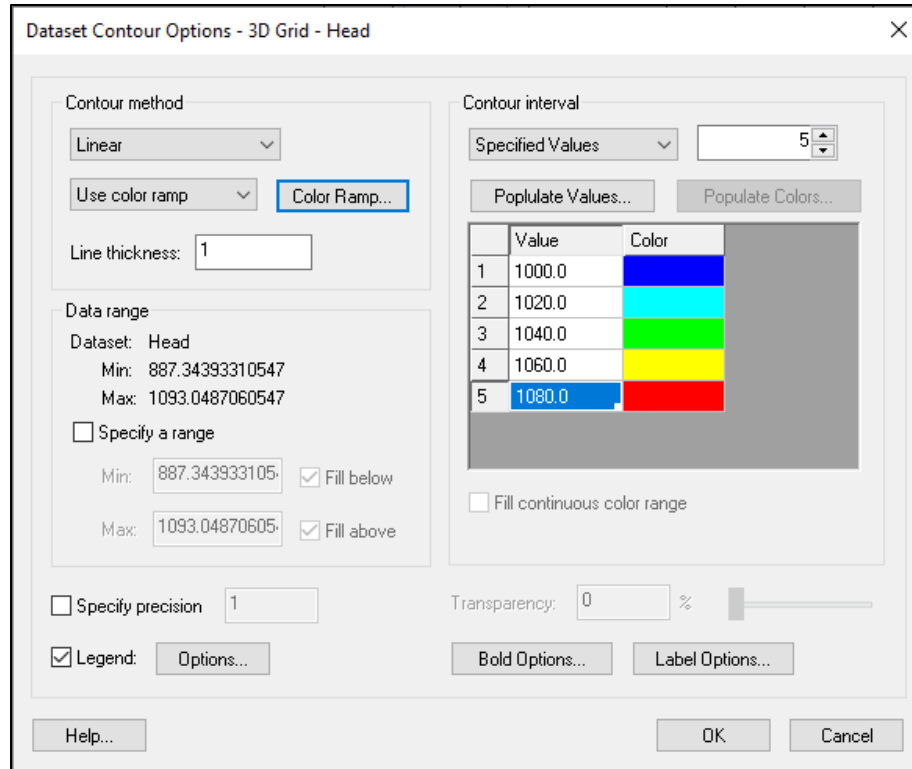 Dataset Contour Options - 3D Grid - Head
Contour method
Linear
Use color ramp
Color Ramp...
Line thickness: 1
Data range
Dataset: Head
Min: 887.34393310547
Max: 1093.0487060547
Specify a range
Min: 887.3439331054
Fill below
Max: 1093.04870605
Fill above
Contour interval
Specified Values
5
Poplulate Values...
Populate Colors...
Value Color
1 1000.0
2 1020.0
3 1040.0
4 1060.0
5 1080.0
Fill continuous color range
Specify precision 1
Transparency: 0 %
Legend: Options...
Bold Options...
Label Options...
Help...
OK
Cancel